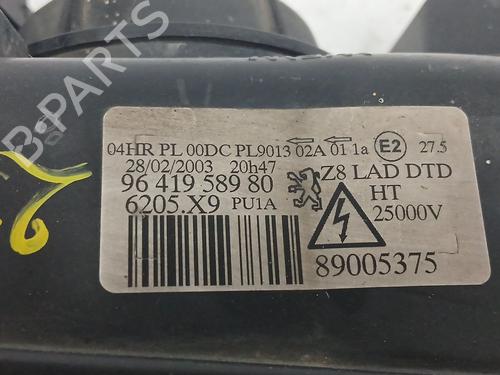 04HR PL 00DC PL9013 02A 01 1a E2 27.5
28/02/2003 20h47 Z8 LAD DTD
96 419 589 80 HT
6205.X9 PU1A 25000V
89005375
B-PARTS